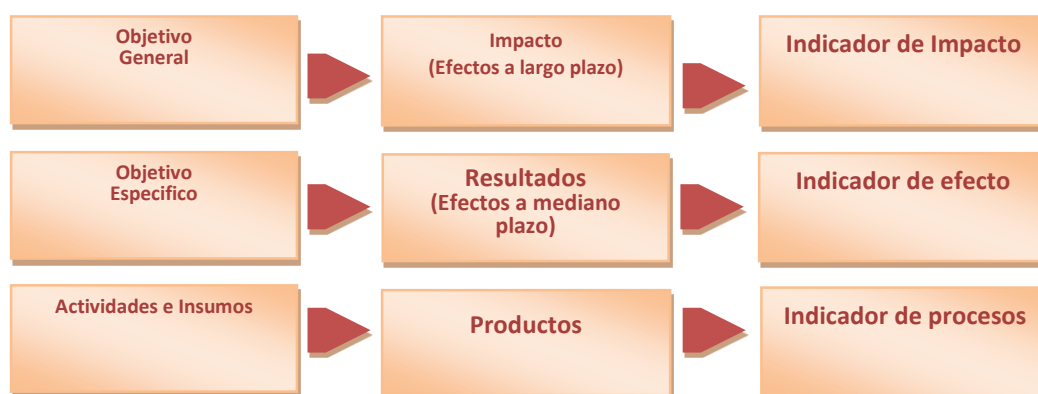 Objetivo
General
Impacto
(Efectos a largo plazo)
Indicador de Impacto
Objetivo
Especifico
Resultados
(Efectos a mediano
plazo)
Indicador de efecto
Actividades e Insumos
Productos
Indicador de procesos